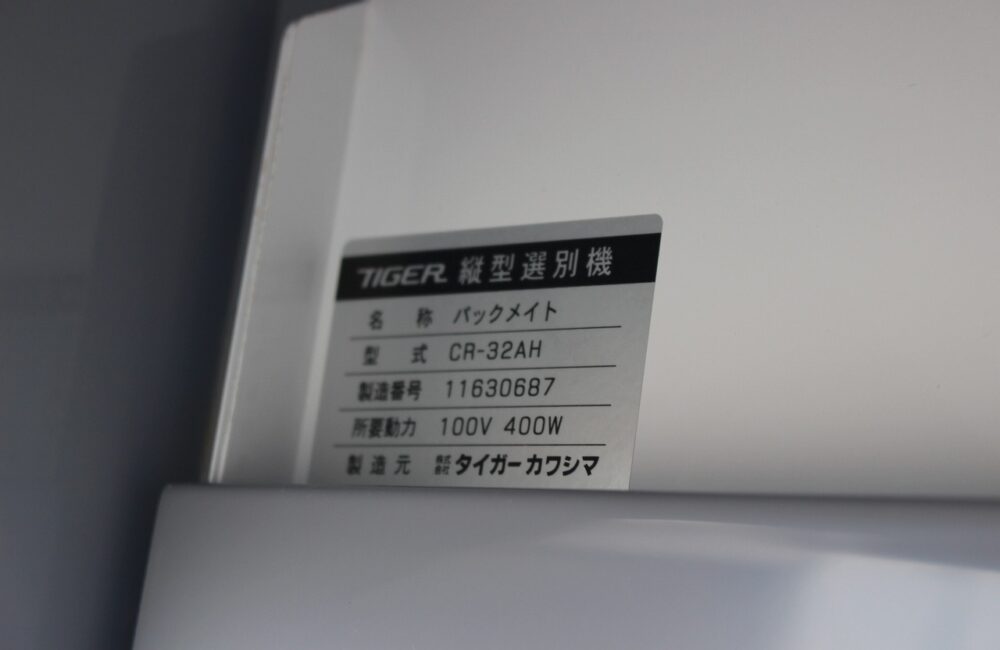 TIGER 縦型選別機
名 称 パックメイト
型 式 CR-32AH
製造番号 11630687
所要動力 100V 400W
製造元 株式会社 タイガーカワシマ